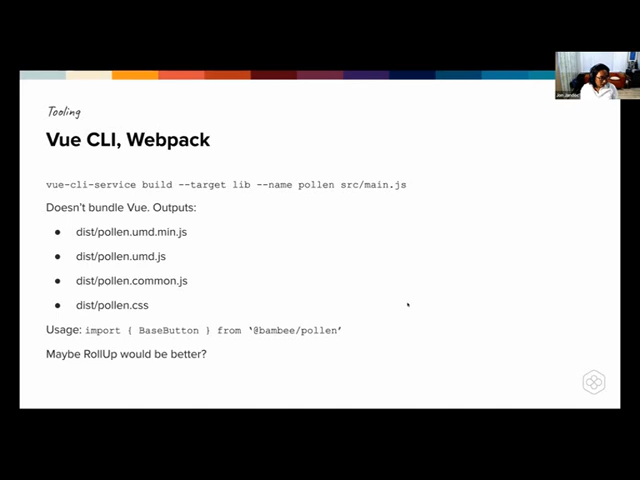 Tooling
Vue CLI, Webpack
vue-cli-service build --target lib --name pollen src/main.js
Doesn't bundle Vue. Outputs:
● dist/pollen.umd.min.js
● dist/pollen.umd.js
● dist/pollen.common.js
● dist/pollen.css
Usage: import { BaseButton } from '@bambee/pollen'
Maybe RollUp would be better?